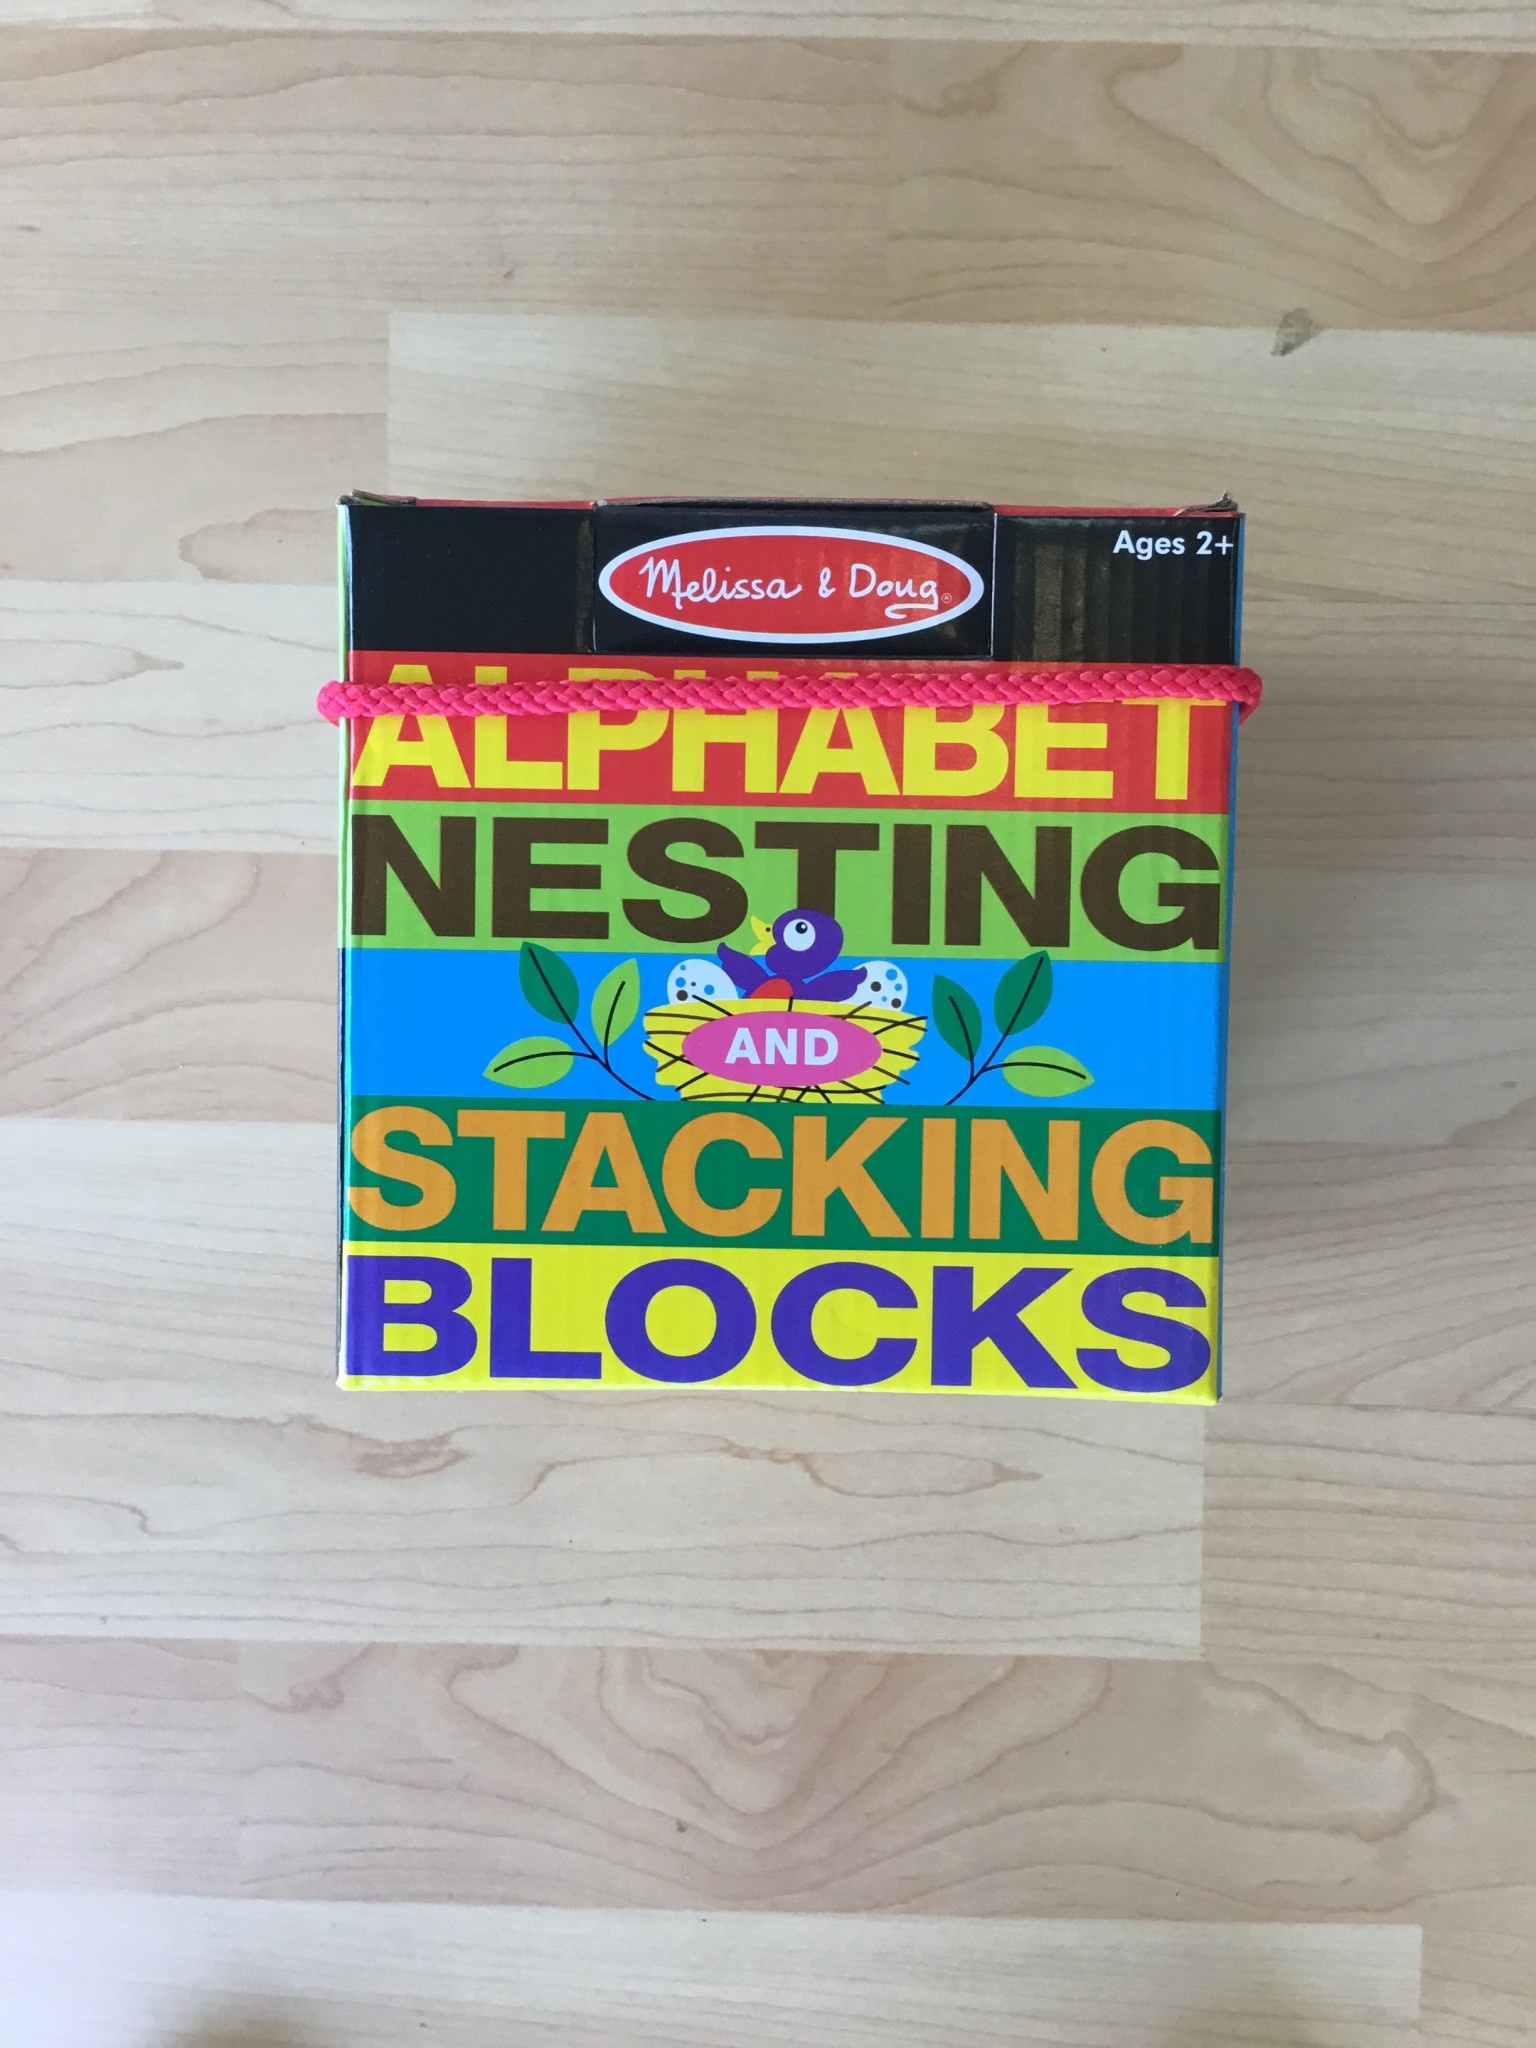 Melissa & Doug®
Ages 2+
ALPHABET
NESTING
AND
STACKING
BLOCKS